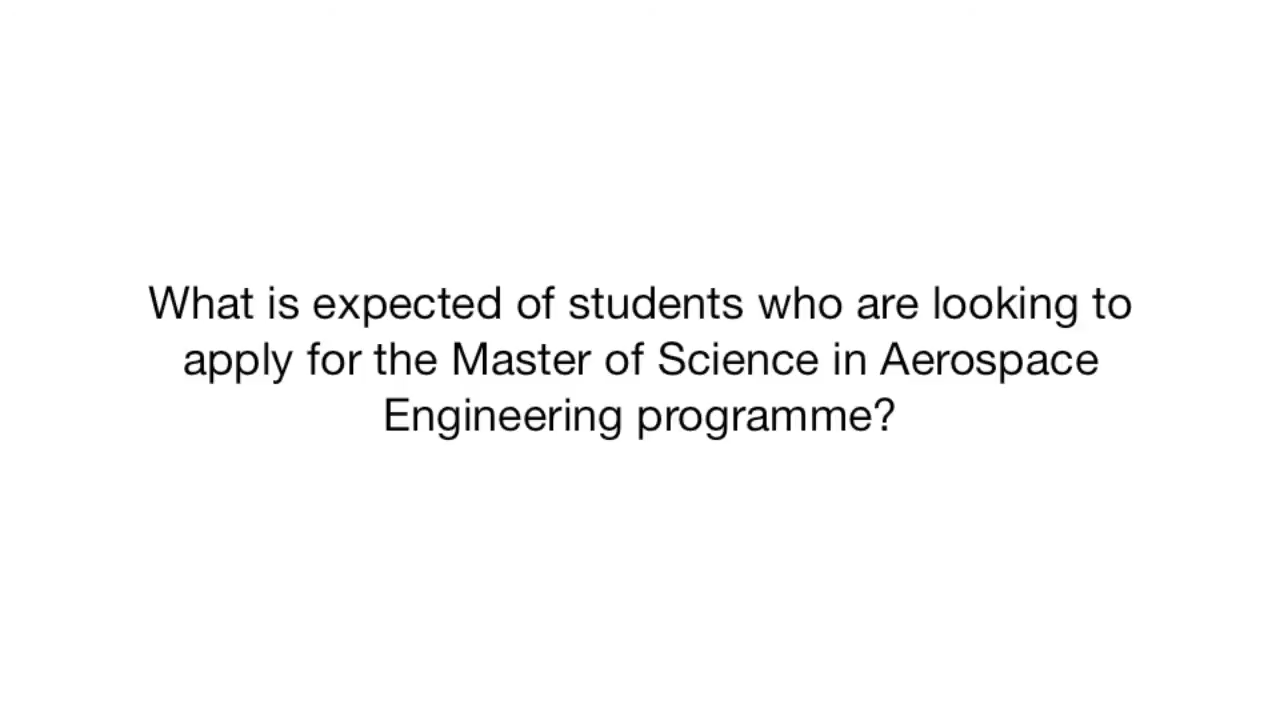 What is expected of students who are looking to
apply for the Master of Science in Aerospace
Engineering programme?